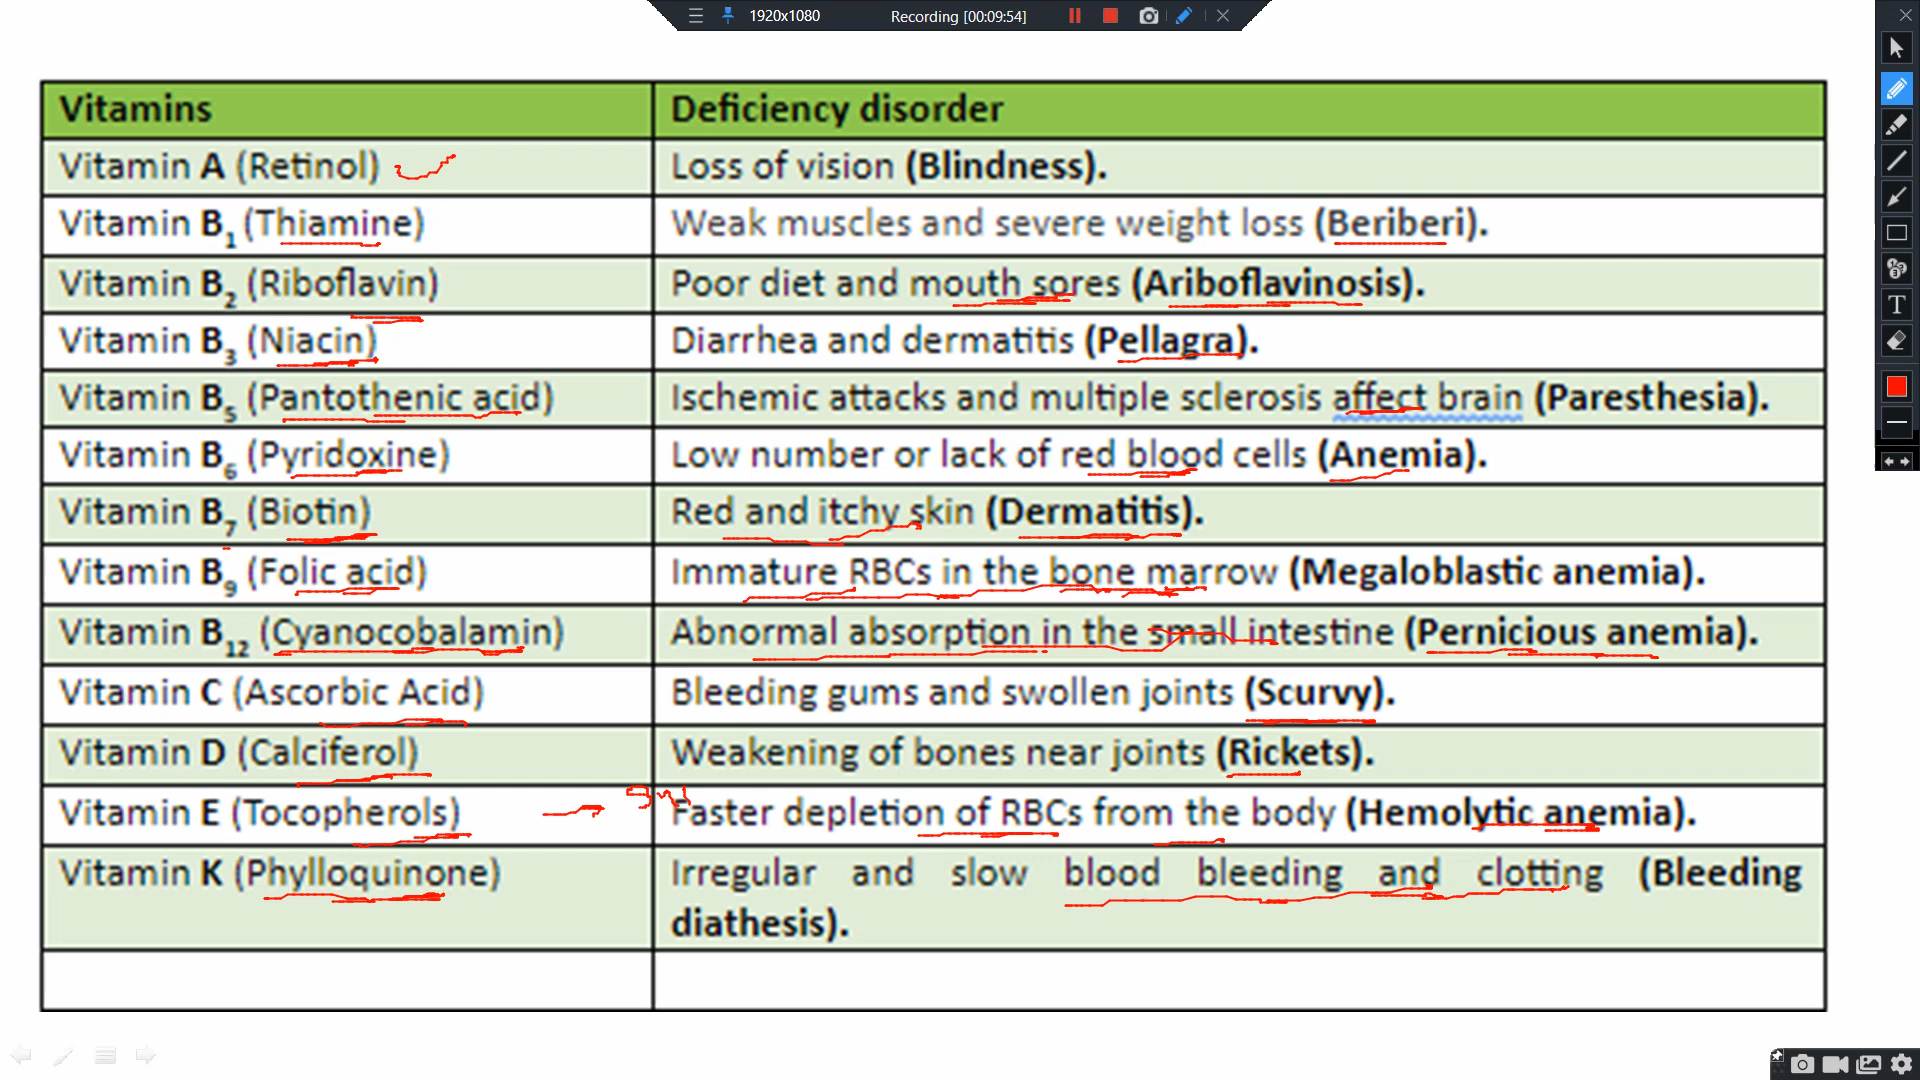 1920x1080 Recording [00:09:54]
Vitamins Deficiency disorder
Vitamin A (Retinol) Loss of vision (Blindness).
Vitamin B1 (Thiamine) Weak muscles and severe weight loss (Beriberi).
Vitamin B2 (Riboflavin) Poor diet and mouth sores (Ariboflavinosis).
Vitamin B3 (Niacin) Diarrhea and dermatitis (Pellagra).
Vitamin B5 (Pantothenic acid) Ischemic attacks and multiple sclerosis affect brain (Paresthesia).
Vitamin B6 (Pyridoxine) Low number or lack of red blood cells (Anemia).
Vitamin B7 (Biotin) Red and itchy skin (Dermatitis).
Vitamin B9 (Folic acid) Immature RBCs in the bone marrow (Megaloblastic anemia).
Vitamin B12 (Cyanocobalamin) Abnormal absorption in the small intestine (Pernicious anemia).
Vitamin C (Ascorbic Acid) Bleeding gums and swollen joints (Scurvy).
Vitamin D (Calciferol) Weakening of bones near joints (Rickets).
Vitamin E (Tocopherols) Faster depletion of RBCs from the body (Hemolytic anemia).
Vitamin K (Phylloquinone) Irregular and slow blood bleeding and clotting (Bleeding
diathesis).